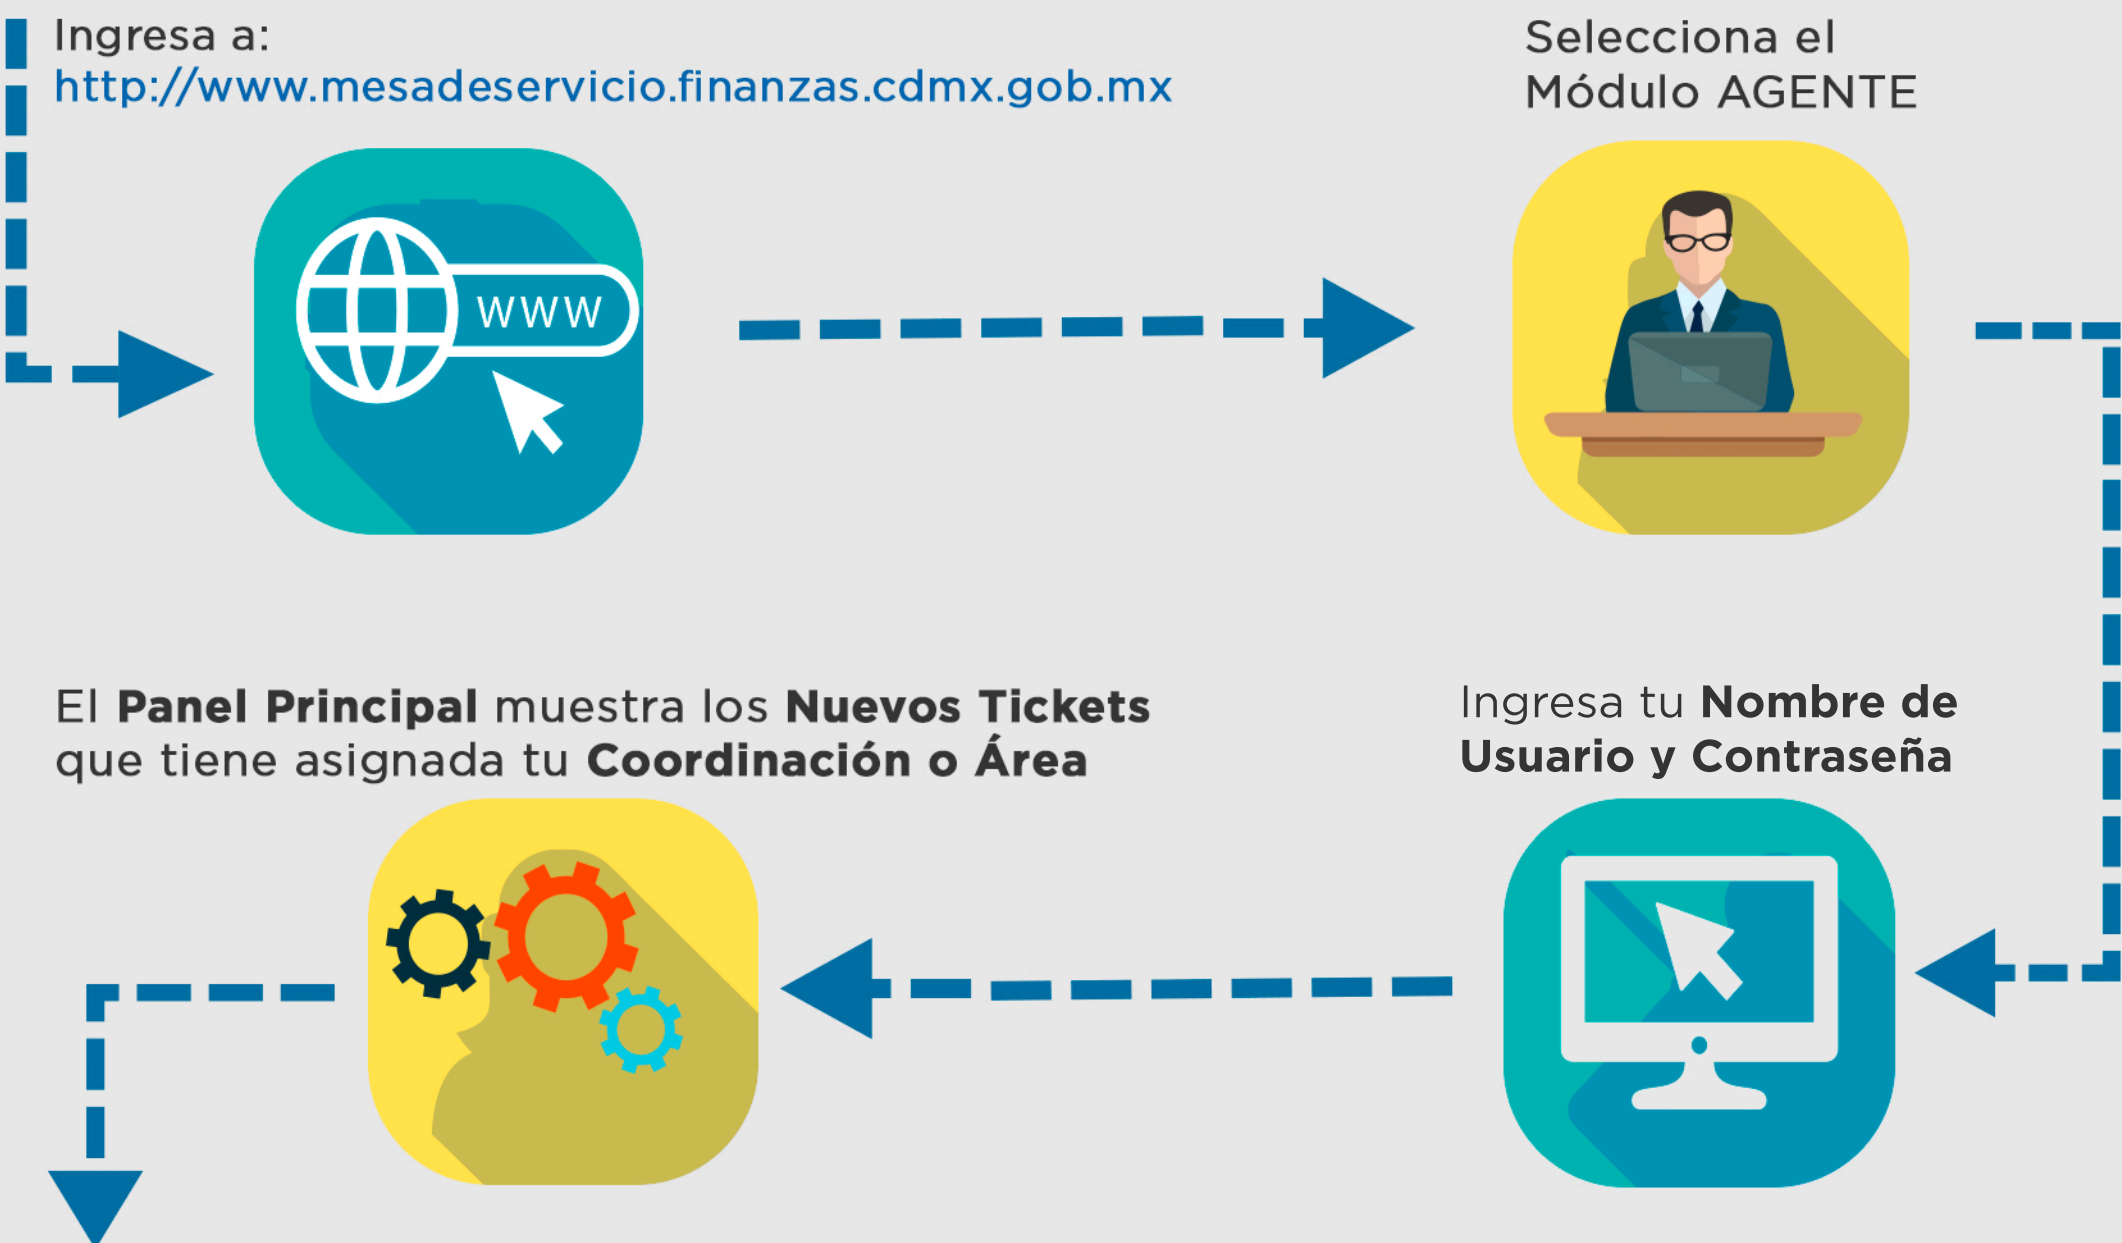 Ingresa a:
http://www.mesadeservicio.finanzas.cdmx.gob.mx
WWW
Selecciona el
Módulo AGENTE
Ingresa tu Nombre de
Usuario y Contraseña
El Panel Principal muestra los Nuevos Tickets
que tiene asignada tu Coordinación o Área